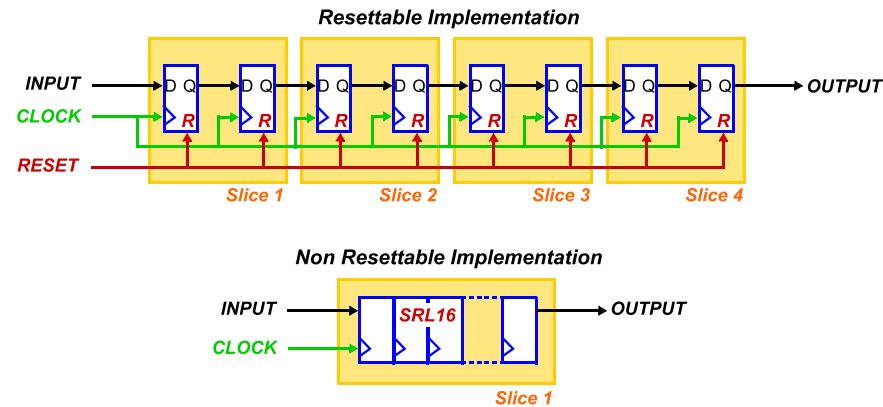 Resettable Implementation
INPUT D Q D Q D Q D Q D Q D Q D Q D Q OUTPUT
CLOCK R R R R R R R R
RESET
Slice 1 Slice 2 Slice 3 Slice 4
Non Resettable Implementation
INPUT SRL16 OUTPUT
CLOCK
Slice 1